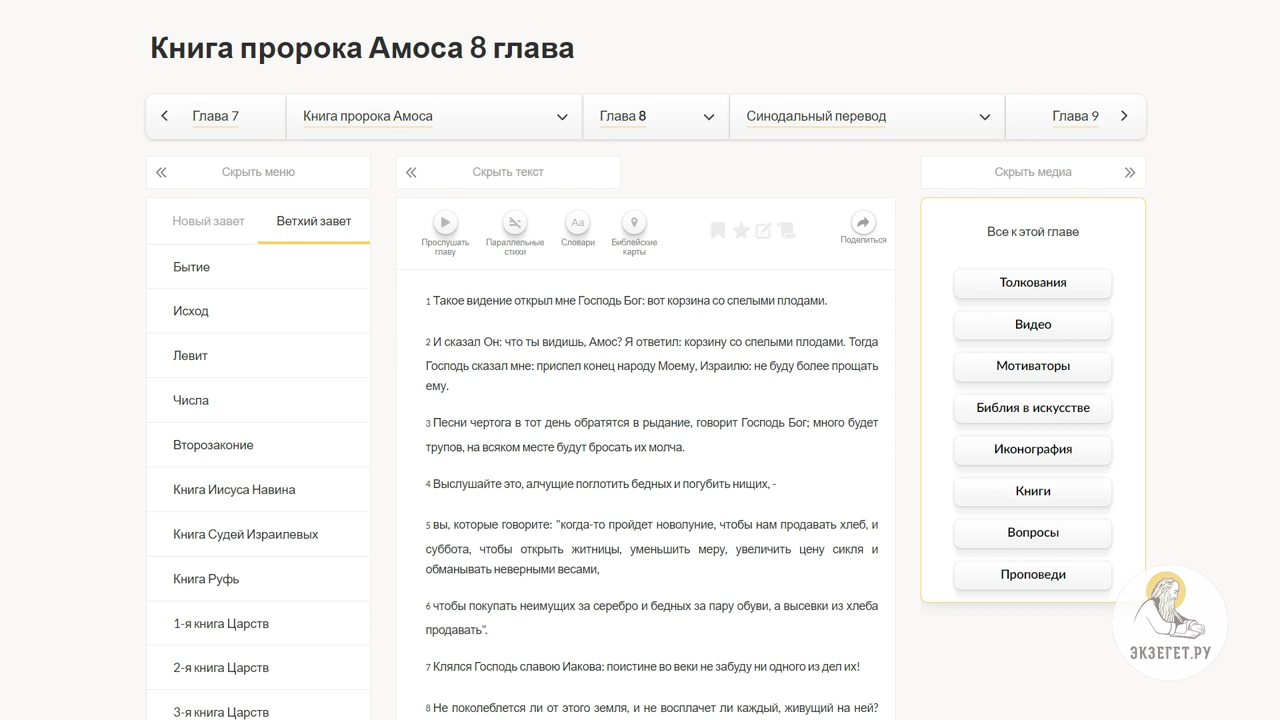 Книга пророка Амоса 8 глава
Глава 7
Книга пророка Амоса
Глава 8
Синодальный перевод
Глава 9
Скрыть меню
Скрыть текст
Скрыть медиа
Новый завет
Ветхий завет
Бытие
Исход
Левит
Числа
Второзаконие
Книга Иисуса Навина
Книга Судей Израилевых
Книга Руфь
1-я книга Царств
2-я книга Царств
3-я книга Царств
Прослушать
главу
Параллельные
стихи
Aa
Словари
Библейские
карты
Поделиться
1 Такое видение открыл мне Господь Бог: вот корзина со спелыми плодами.
2 И сказал Он: что ты видишь, Амос? Я ответил: корзину со спелыми плодами. Тогда
Господь сказал мне: приспел конец народу Моему, Израилю: не буду более прощать
ему.
3 Песни чертога в тот день обратятся в рыдание, говорит Господь Бог; много будет
трупов, на всяком месте будут бросать их молча.
4 Выслушайте это, алчущие поглотить бедных и погубить нищих, -
5 вы, которые говорите: "когда-то пройдет новолуние, чтобы нам продавать хлеб, и
суббота, чтобы открыть житницы, уменьшить меру, увеличить цену сикля и
обманывать неверными весами,
6 чтобы покупать неимущих за серебро и бедных за пару обуви, а высевки из хлеба
продавать".
7 Клялся Господь славою Иакова: поистине во веки не забуду ни одного из дел их!
8 Не поколеблется ли от этого земля, и не восплачет ли каждый, живущий на ней?
Все к этой главе
Толкования
Видео
Мотиваторы
Библия в искусстве
Иконография
Книги
Вопросы
Проповеди
ЭКЗЕГЕТ.РУ